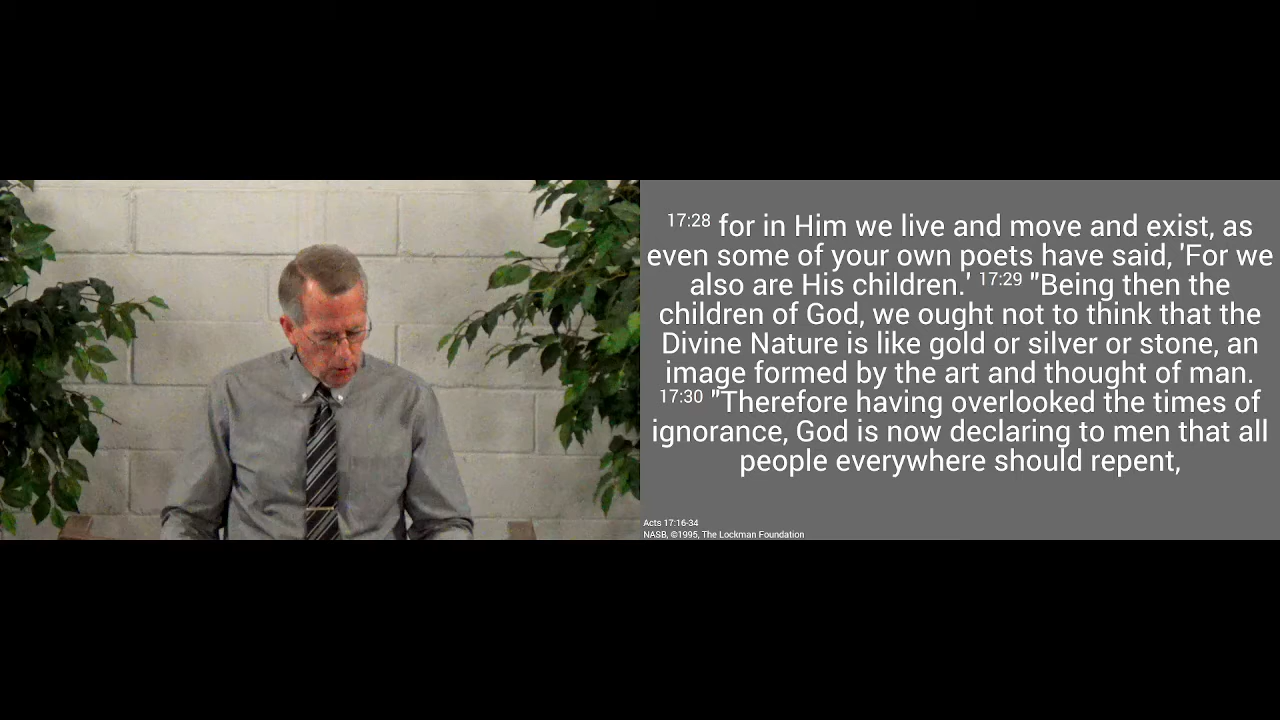 17:28 for in Him we live and move and exist, as
even some of your own poets have said, 'For we
also are His children.' 17:29 "Being then the
children of God, we ought not to think that the
Divine Nature is like gold or silver or stone, an
image formed by the art and thought of man.
17:30 "Therefore having overlooked the times of
ignorance, God is now declaring to men that all
people everywhere should repent,
Acts 17:16-34
NASB, ©1995, The Lockman Foundation